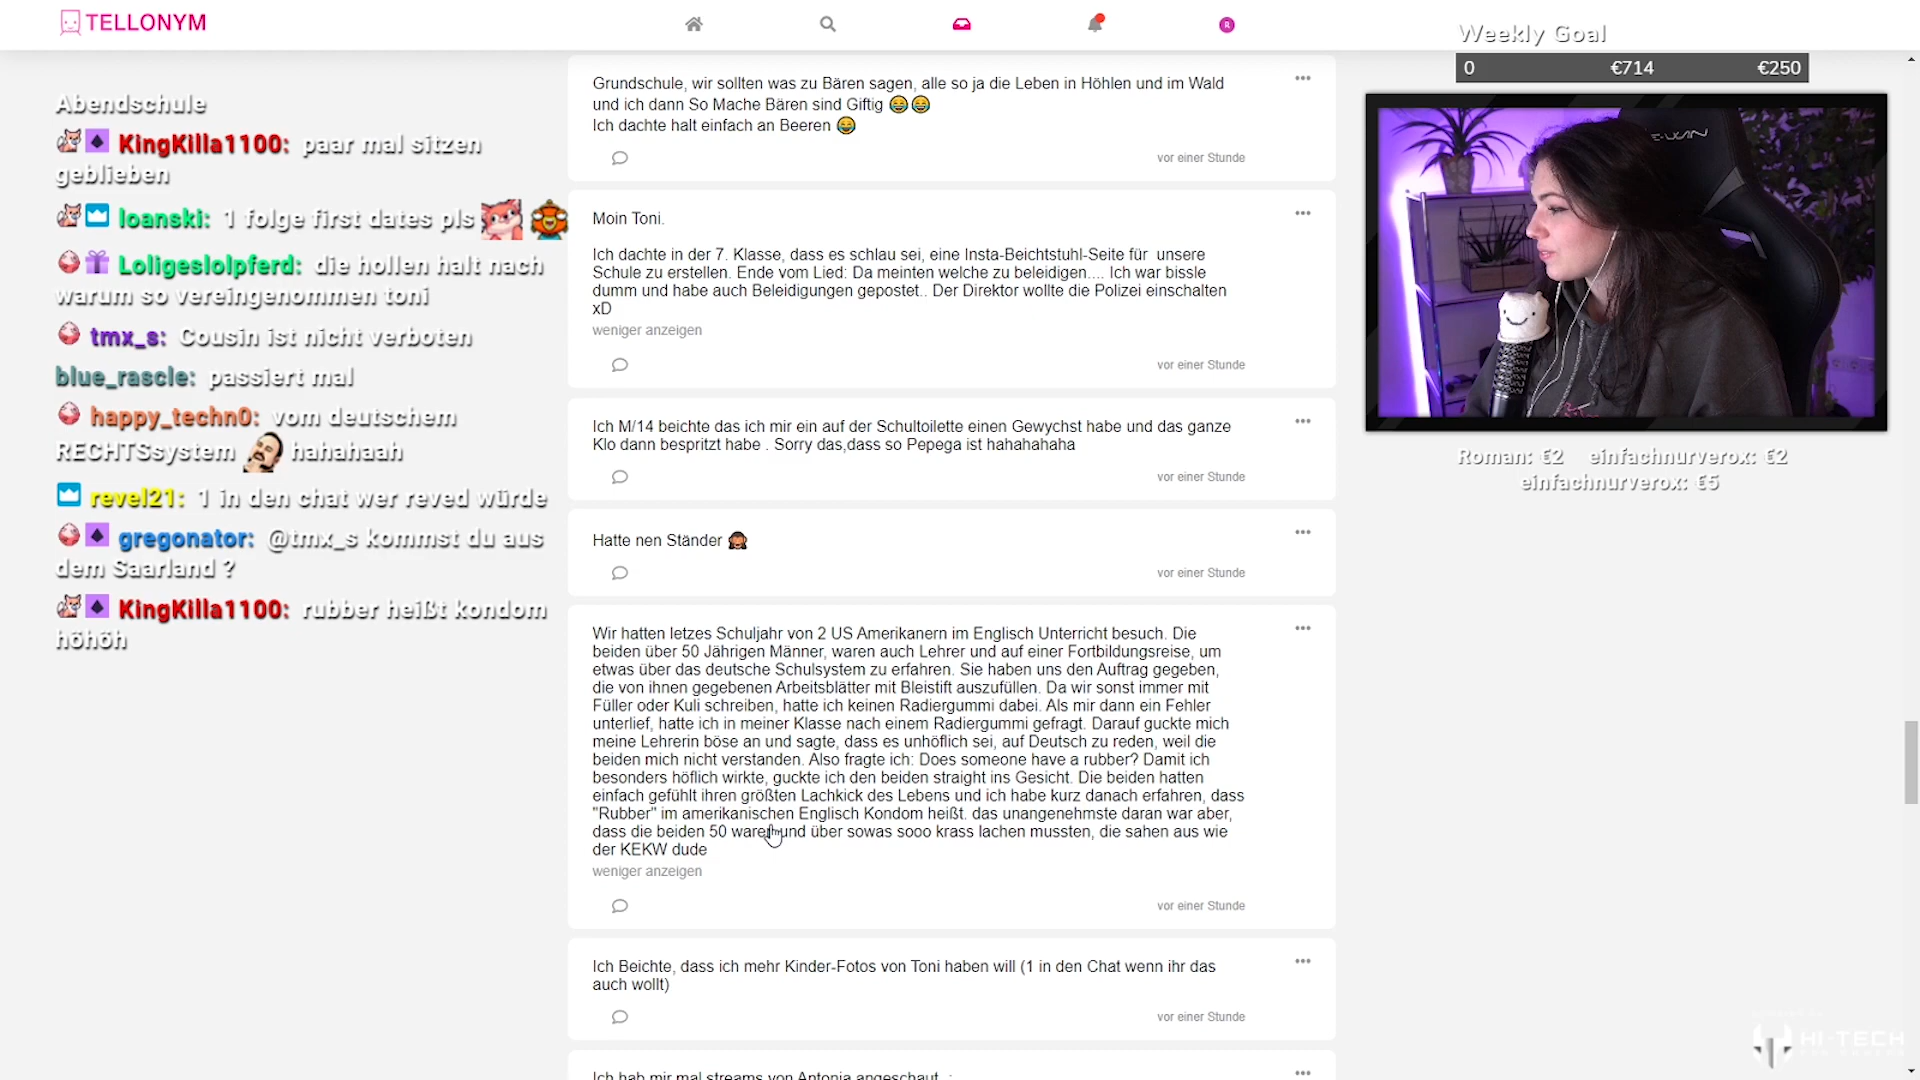 TELLONYM
R
Weekly Goal
0 €714 €250
Abendschule
KingKilla1100: paar mal sitzen
geblieben
loanski: 1 folge first dates pls
Loligeslolpferd: die hollen halt nach
warum so vereingenommen toni
tmx_s: Cousin ist nicht verboten
blue_rascle: passiert mal
happy_techn0: vom deutschem
RECHTSsystem hahahaah
revel21: 1 in den chat wer reved würde
gregonator: @tmx_s kommst du aus
dem Saarland ?
KingKilla1100: rubber heißt kondom
höhöh
Grundschule, wir sollten was zu Bären sagen, alle so ja die Leben in Höhlen und im Wald
und ich dann So Mache Bären sind Giftig 😂😂
Ich dachte halt einfach an Beeren 😂
vor einer Stunde
Moin Toni.
Ich dachte in der 7. Klasse, dass es schlau sei, eine Insta-Beichtstuhl-Seite für unsere
Schule zu erstellen. Ende vom Lied: Da meinten welche zu beleidigen.... Ich war bissle
dumm und habe auch Beleidigungen gepostet.. Der Direktor wollte die Polizei einschalten
xD
weniger anzeigen
vor einer Stunde
Ich M/14 beichte das ich mir ein auf der Schultoilette einen Gewychst habe und das ganze
Klo dann bespritzt habe . Sorry das,dass so Pepega ist hahahahaha
vor einer Stunde
Hatte nen Ständer 🙈
vor einer Stunde
Wir hatten letzes Schuljahr von 2 US Amerikanern im Englisch Unterricht besuch. Die
beiden über 50 Jährigen Männer, waren auch Lehrer und auf einer Fortbildungsreise, um
etwas über das deutsche Schulsystem zu erfahren. Sie haben uns den Auftrag gegeben,
die von ihnen gegebenen Arbeitsblätter mit Bleistift auszufüllen. Da wir sonst immer mit
Füller oder Kuli schreiben, hatte ich keinen Radiergummi dabei. Als mir dann ein Fehler
unterlief, hatte ich in meiner Klasse nach einem Radiergummi gefragt. Darauf guckte mich
meine Lehrerin böse an und sagte, dass es unhöflich sei, auf Deutsch zu reden, weil die
beiden mich nicht verstanden. Also fragte ich: Does someone have a rubber? Damit ich
besonders höflich wirkte, guckte ich den beiden straight ins Gesicht. Die beiden hatten
einfach gefühlt ihren größten Lachkick des Lebens und ich habe kurz danach erfahren, dass
"Rubber" im amerikanischen Englisch Kondom heißt. das unangenehmste daran war aber,
dass die beiden 50 waren und über sowas sooo krass lachen mussten, die sahen aus wie
der KEKW dude
weniger anzeigen
vor einer Stunde
Ich Beichte, dass ich mehr Kinder-Fotos von Toni haben will (1 in den Chat wenn ihr das
auch wollt)
vor einer Stunde
Ich hab mir mal streams von Antonia angeschaut
Roman: €2 einfachnurverox: €2
einfachnurverox: €5
HI-TECH